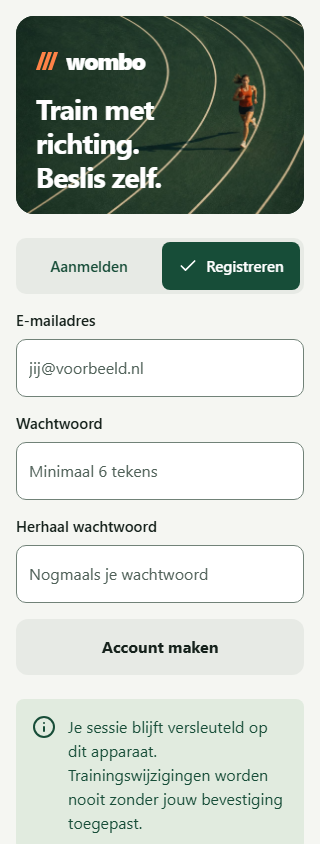 wombo
Train met
richting.
Beslis zelf.
Aanmelden
Registreren
E-mailadres
jij@voorbeeld.nl
Wachtwoord
Minimaal 6 tekens
Herhaal wachtwoord
Nogmaals je wachtwoord
Account maken
Je sessie blijft versleuteld op
dit apparaat.
Trainingswijzigingen worden
nooit zonder jouw bevestiging
toegepast.